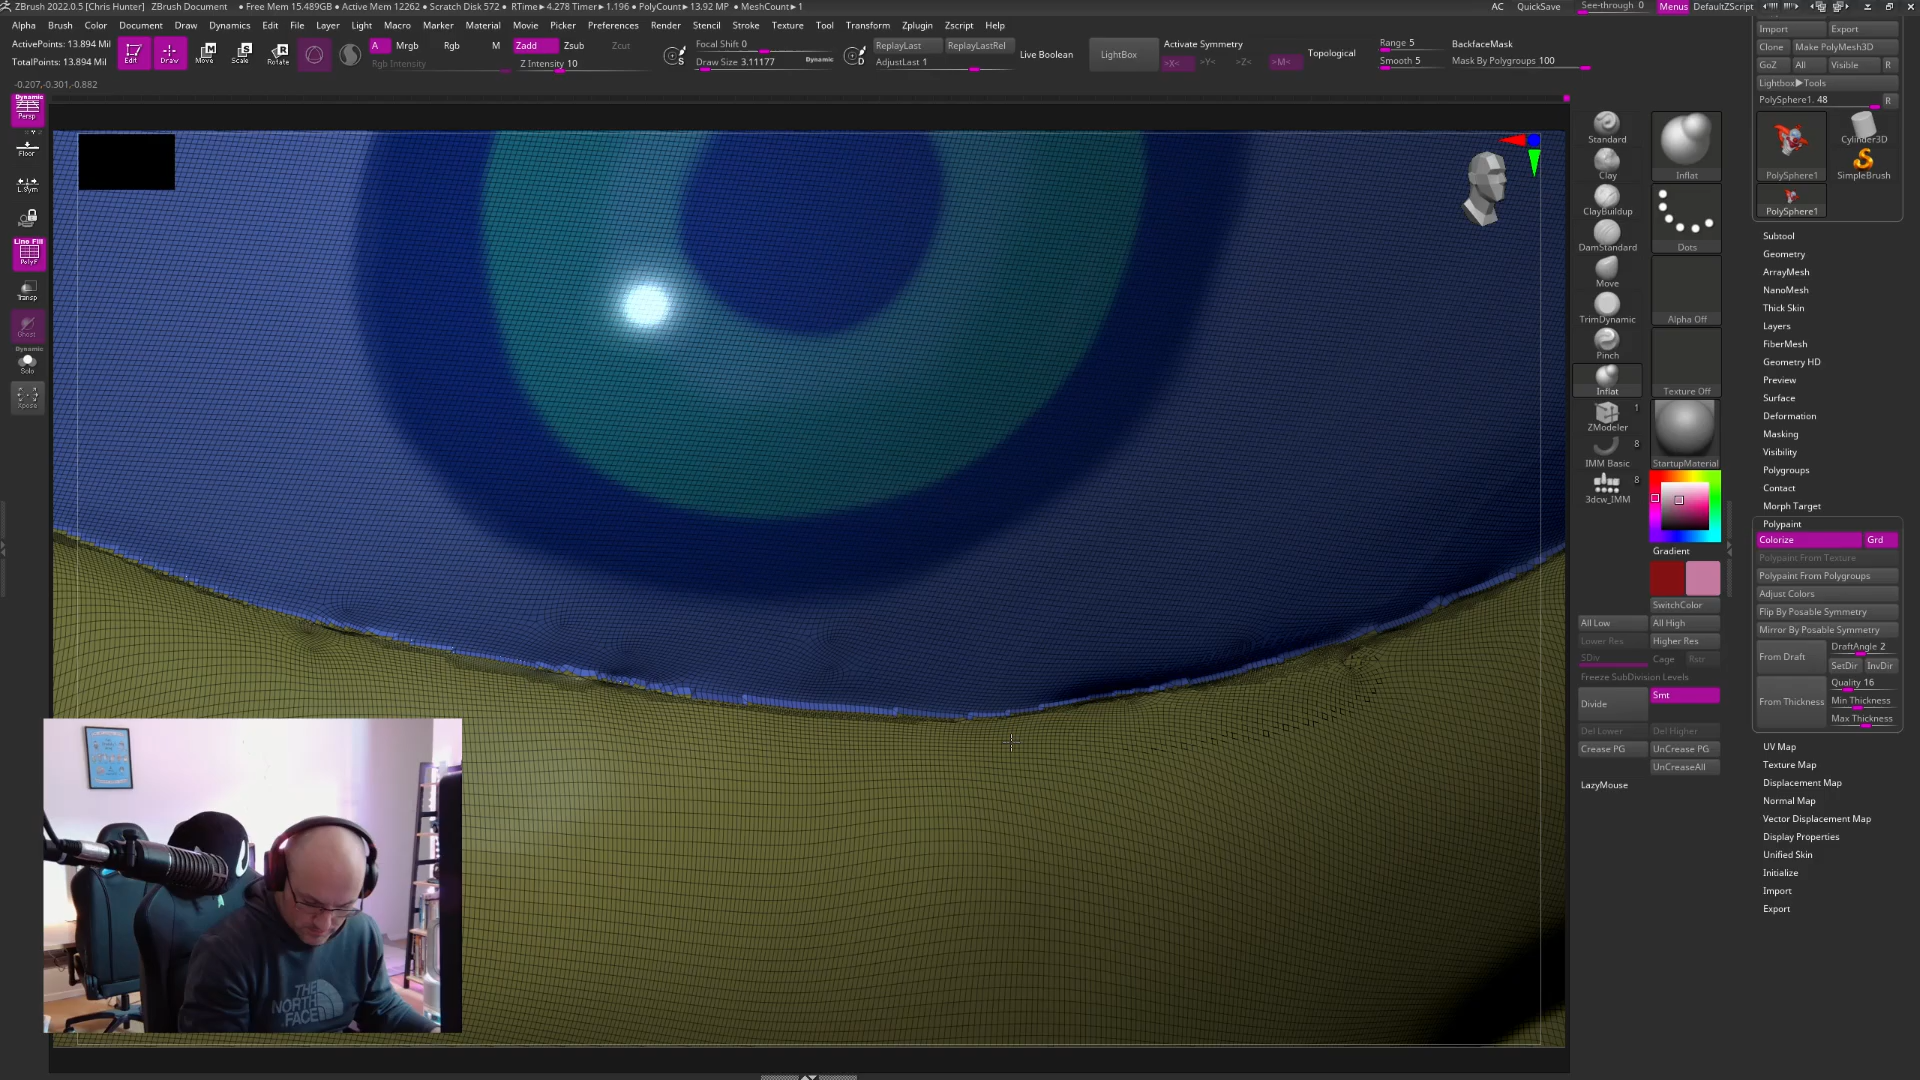 ZBrush 2022.0.5 [Chris Hunter]   ZBrush Document   ● Free Mem 15.489GB ● Active Mem 12262 ● Scratch Disk 572 ● RTime▸4.278 Timer▸1.196 ● PolyCount▸13.92 MP ● MeshCount▸1
AC QuickSave See-through 0 Menus DefaultZScript
Alpha Brush Color Document Draw Dynamics Edit File Layer Light Macro Marker Material Movie Picker Preferences Render Stencil Stroke Texture Tool Transform Zplugin Zscript Help
ActivePoints: 13.894 Mil
TotalPoints: 13.894 Mil
Edit Draw Move Scale Rotate
A Mrgb Rgb M Zadd Zsub Zcut
Rgb Intensity Z Intensity 10
Focal Shift 0
Draw Size 3.11177 Dynamic
ReplayLast ReplayLastRel
AdjustLast 1
Live Boolean
LightBox
Activate Symmetry
>X< >Y< >Z< >M<
Topological
Range 5
Smooth 5
BackfaceMask
Mask By Polygroups 100
-0.207,-0.301,-0.882
Dynamic
Persp
Floor
L.Sym
Line Fill
PolyF
Transp
Ghost
Dynamic
Solo
Xpose
THE
NORTH
FACE
Standard
Clay
ClayBuildup
DamStandard
Move
TrimDynamic
Pinch
Inflat
1
ZModeler
8
IMM Basic
8
3dcw_IMM
Inflat
Dots
Alpha Off
Texture Off
StartupMaterial
Gradient
SwitchColor
All Low All High
Lower Res Higher Res
SDiv Cage Rstr
Freeze SubDivision Levels
Divide Smt
Del Lower Del Higher
Crease PG UnCrease PG
UnCreaseAll
LazyMouse
Import Export
Clone Make PolyMesh3D
GoZ All Visible R
Lightbox▸Tools
PolySphere1. 48 R
PolySphere1 Cylinder3D
SimpleBrush
PolySphere1
Subtool
Geometry
ArrayMesh
NanoMesh
Thick Skin
Layers
FiberMesh
Geometry HD
Preview
Surface
Deformation
Masking
Visibility
Polygroups
Contact
Morph Target
Polypaint
Colorize Grd
Polypaint From Texture
Polypaint From Polygroups
Adjust Colors
Flip By Posable Symmetry
Mirror By Posable Symmetry
From Draft DraftAngle 2
SetDir InvDir
From Thickness Quality 16
Min Thickness
Max Thickness
UV Map
Texture Map
Displacement Map
Normal Map
Vector Displacement Map
Display Properties
Unified Skin
Initialize
Import
Export